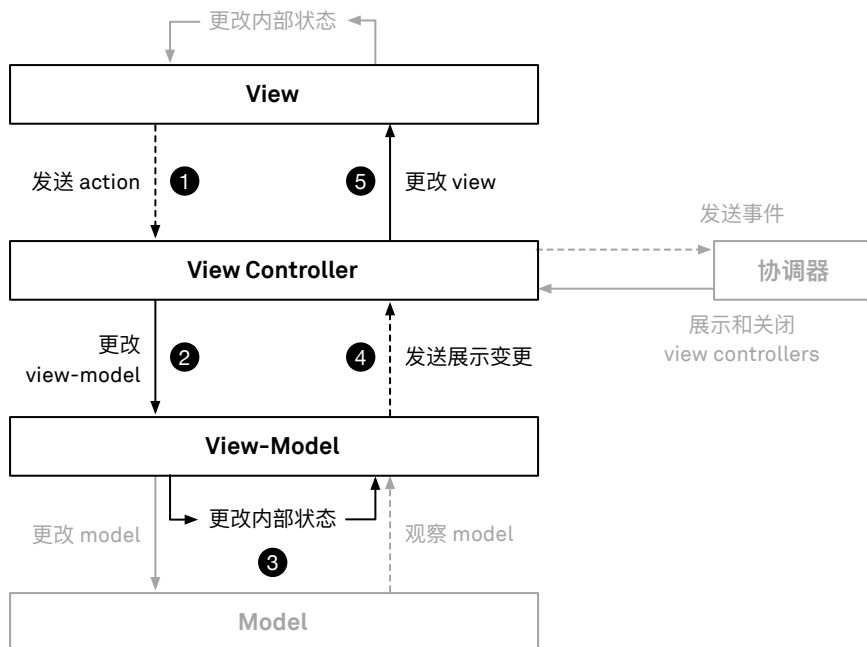 更改内部状态
View
发送 action
1
5
更改 view
发送事件
View Controller
协调器
更改
view-model
2
4
发送展示变更
展示和关闭
view controllers
View-Model
更改 model
更改内部状态
观察 model
3
Model